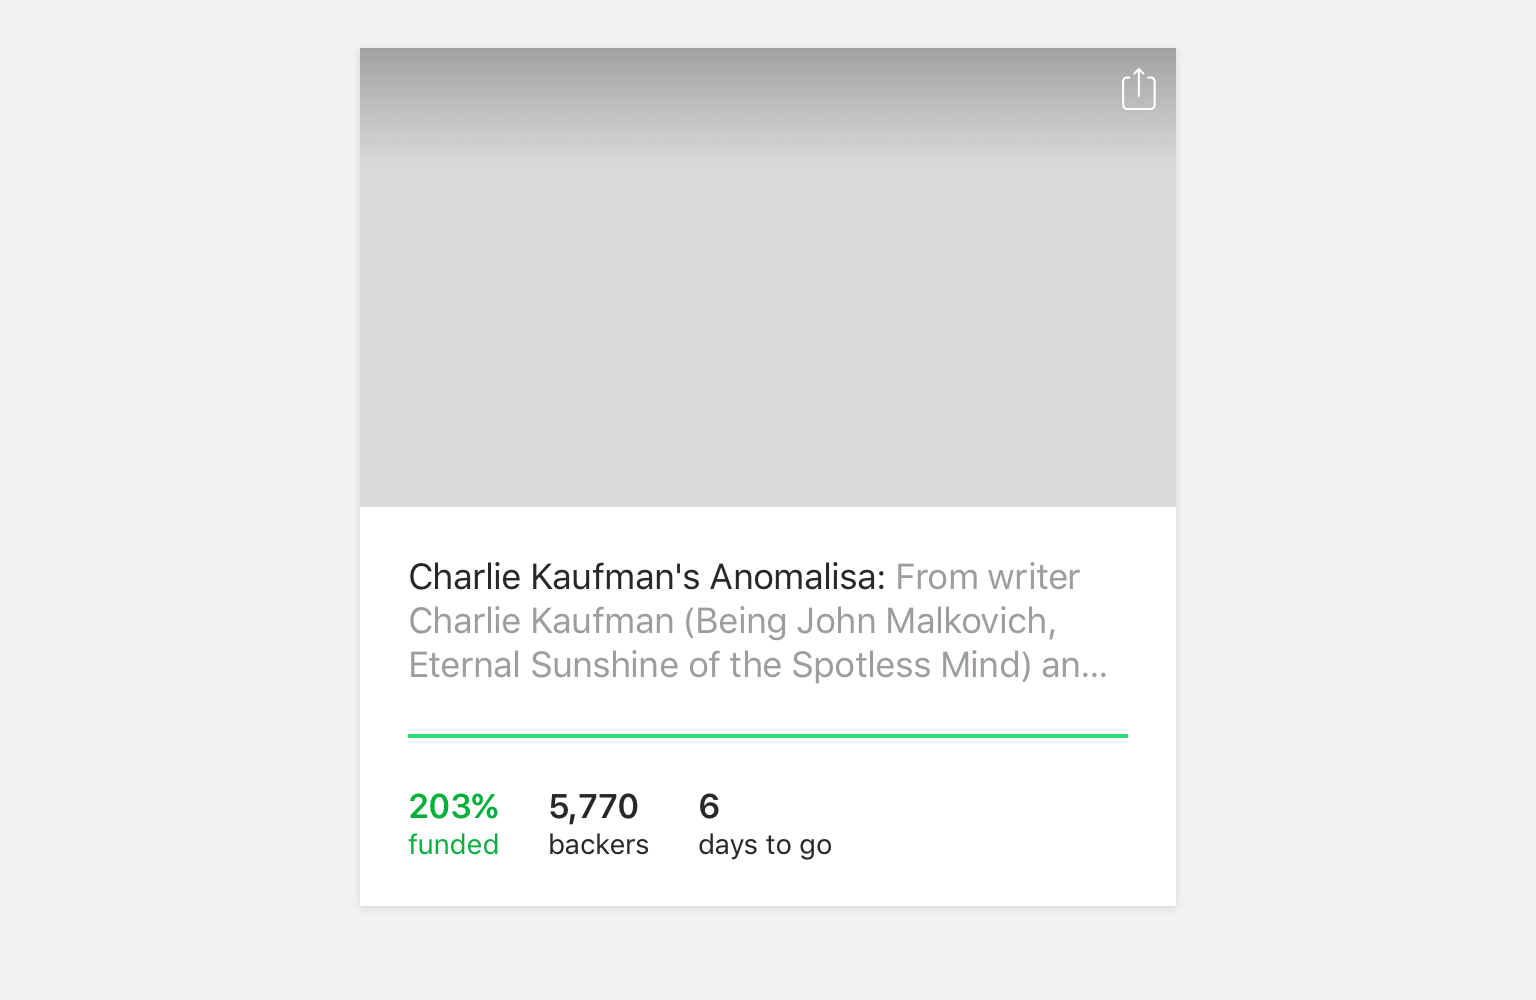 Charlie Kaufman's Anomalisa: From writer
Charlie Kaufman (Being John Malkovich,
Eternal Sunshine of the Spotless Mind) an...
203% 5,770 6
funded backers days to go